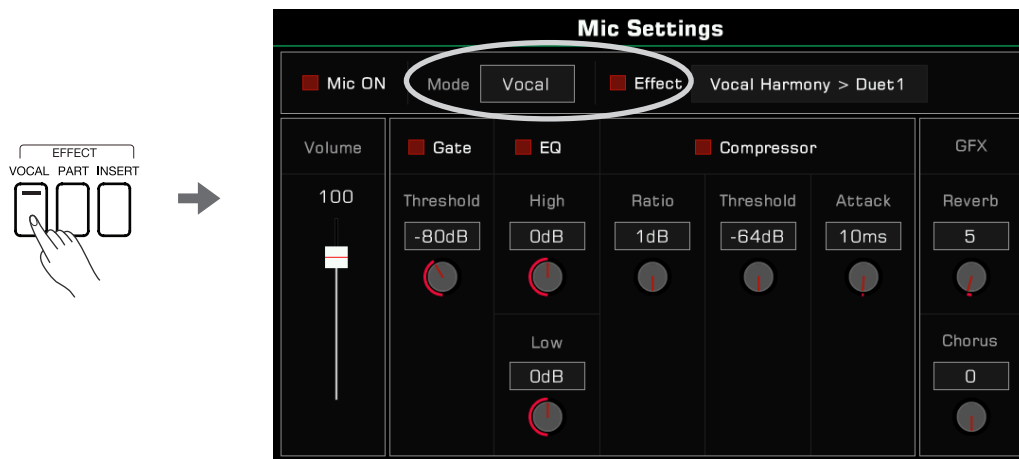 EFFECT
VOCAL PART INSERT
Mic Settings
Mic ON Mode Vocal Effect Vocal Harmony > Duet1
Volume Gate EQ Compressor GFX
100 Threshold High Ratio Threshold Attack Reverb
-80dB 0dB 1dB -64dB 10ms 5
Low Chorus
0dB 0